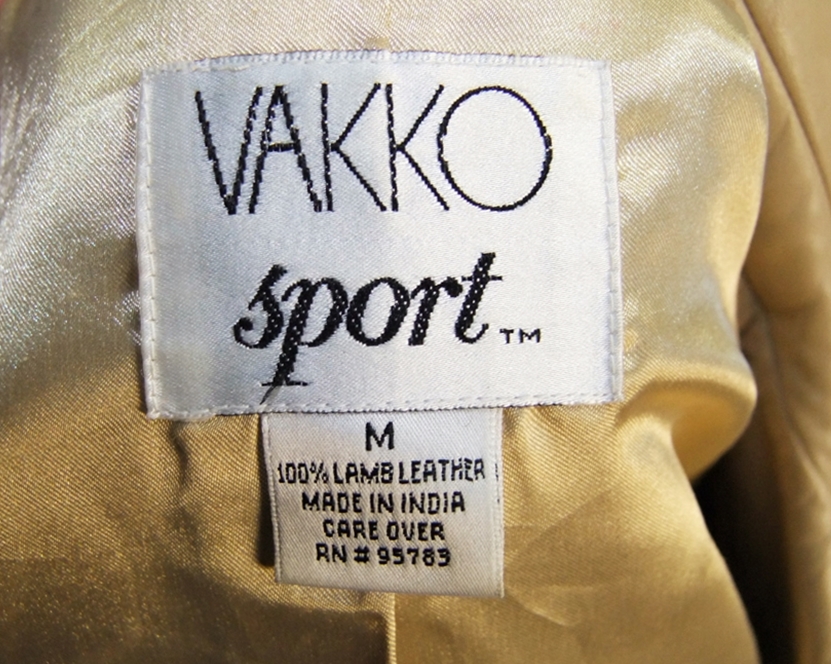 VAKKO
sport™
M
100% LAMB LEATHER
MADE IN INDIA
CARE OVER
RN # 95783